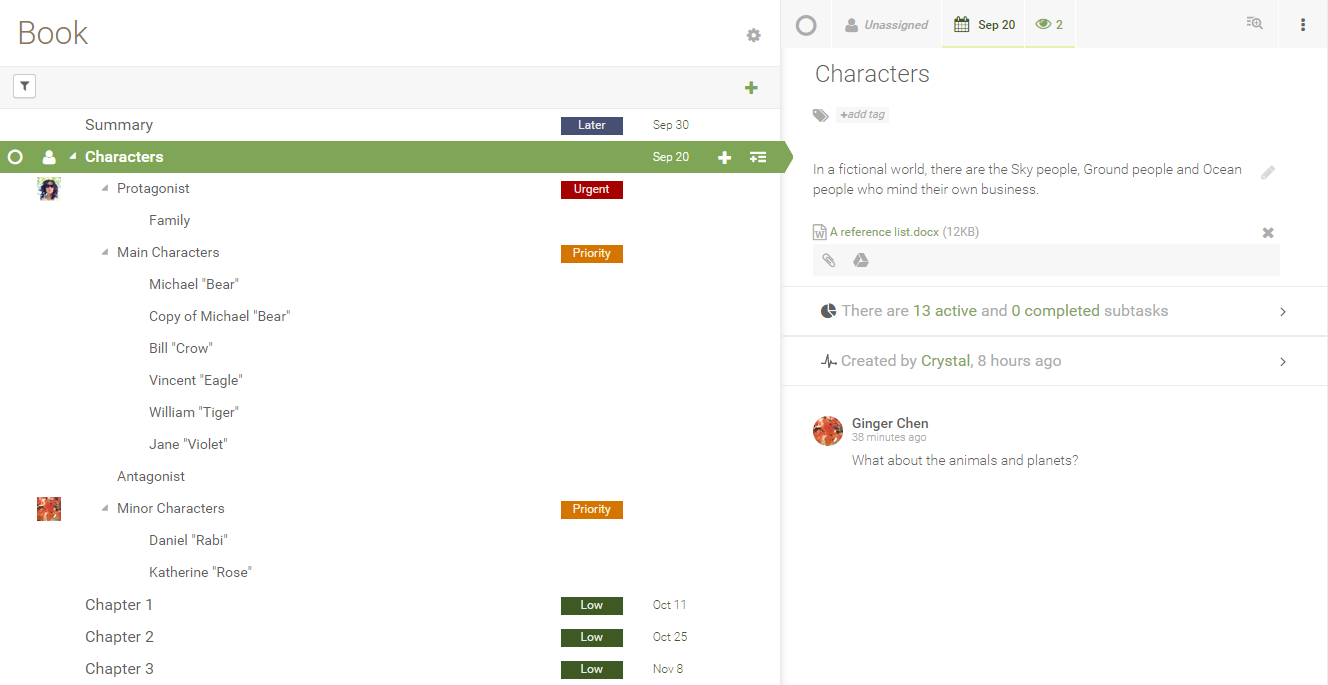 Book
Summary Later Sep 30
Characters Sep 20
Protagonist Urgent
Family
Main Characters Priority
Michael "Bear"
Copy of Michael "Bear"
Bill "Crow"
Vincent "Eagle"
William "Tiger"
Jane "Violet"
Antagonist
Minor Characters Priority
Daniel "Rabi"
Katherine "Rose"
Chapter 1 Low Oct 11
Chapter 2 Low Oct 25
Chapter 3 Low Nov 8
Unassigned Sep 20 2
Characters
+add tag
In a fictional world, there are the Sky people, Ground people and Ocean
people who mind their own business.
A reference list.docx (12KB)
There are 13 active and 0 completed subtasks
Created by Crystal, 8 hours ago
Ginger Chen
38 minutes ago
What about the animals and planets?